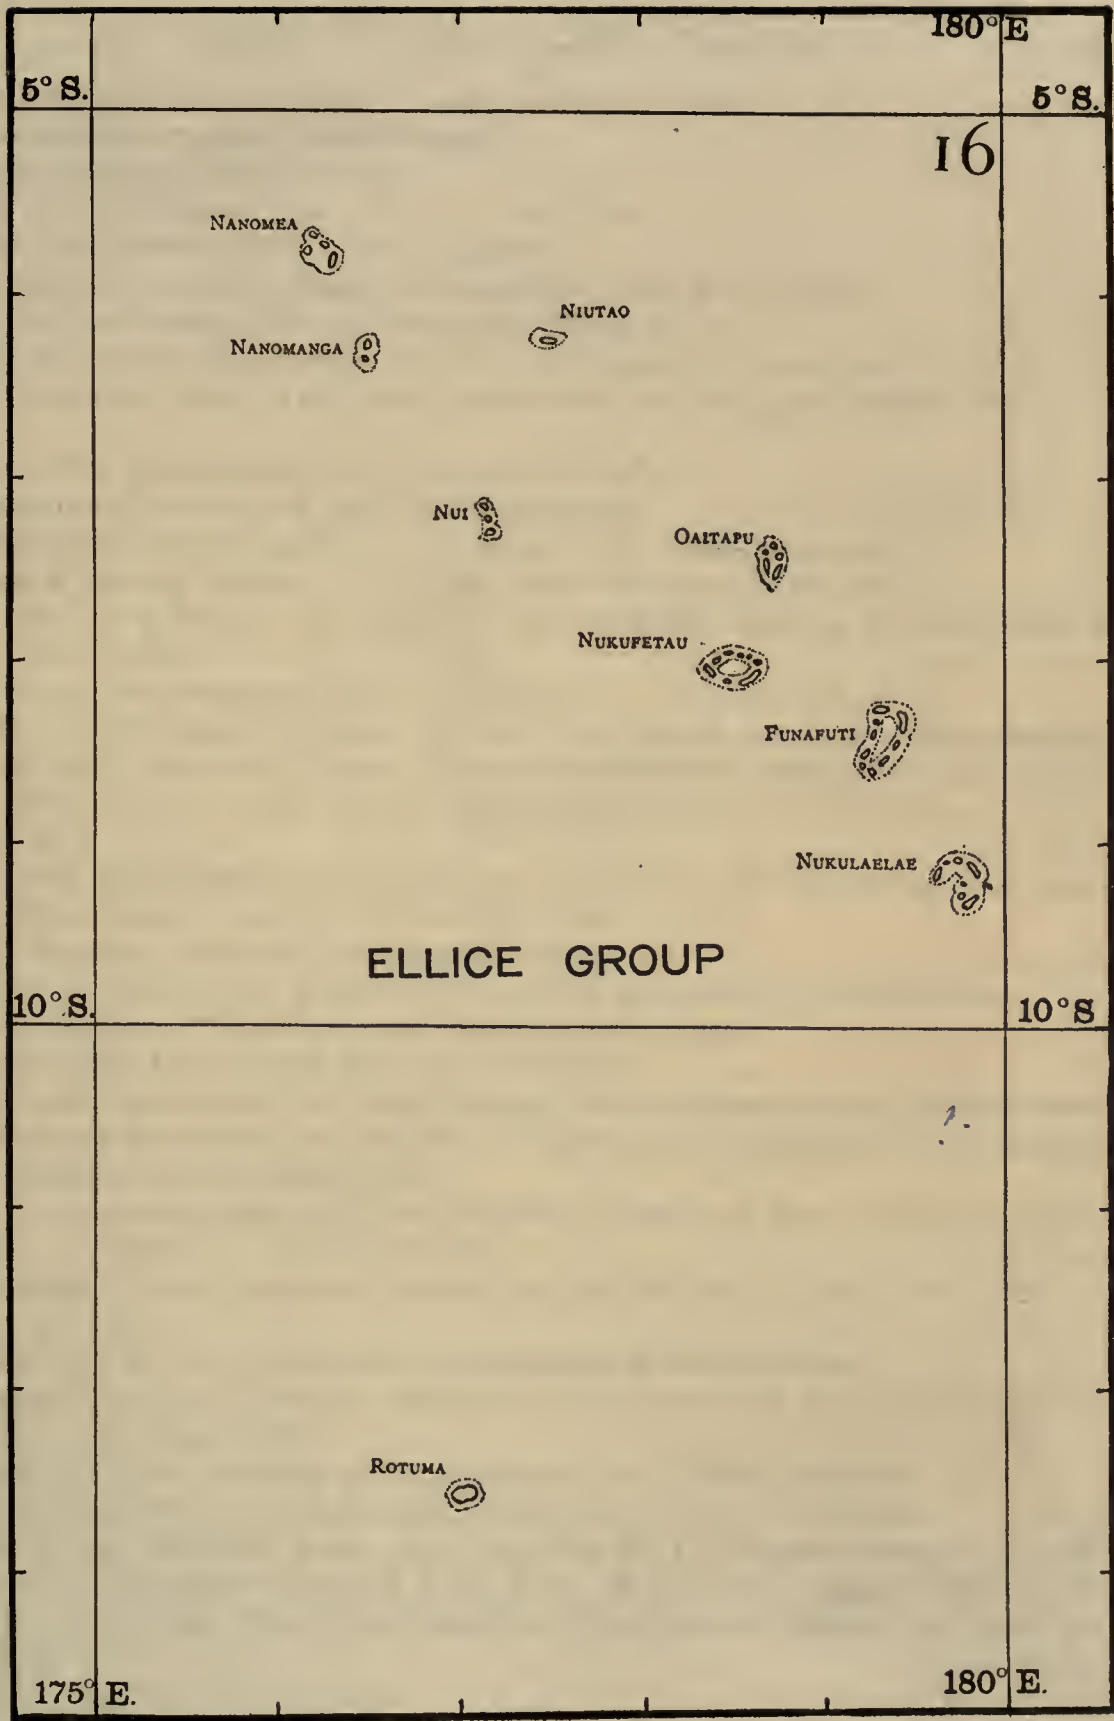 180° E
5° S.
5° S.
16
NANOMEA
NIUTAO
NANOMANGA
NUI
OAITAPU
NUKUFETAU
FUNAFUTI
NUKULAELAE
ELLICE GROUP
10° S.
10° S
ROTUMA
175° E.
180° E.